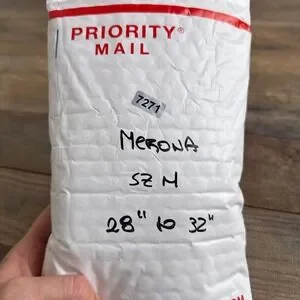 PRIORITY®
MAIL
7271
MERONA
SZ M
28" to 32"